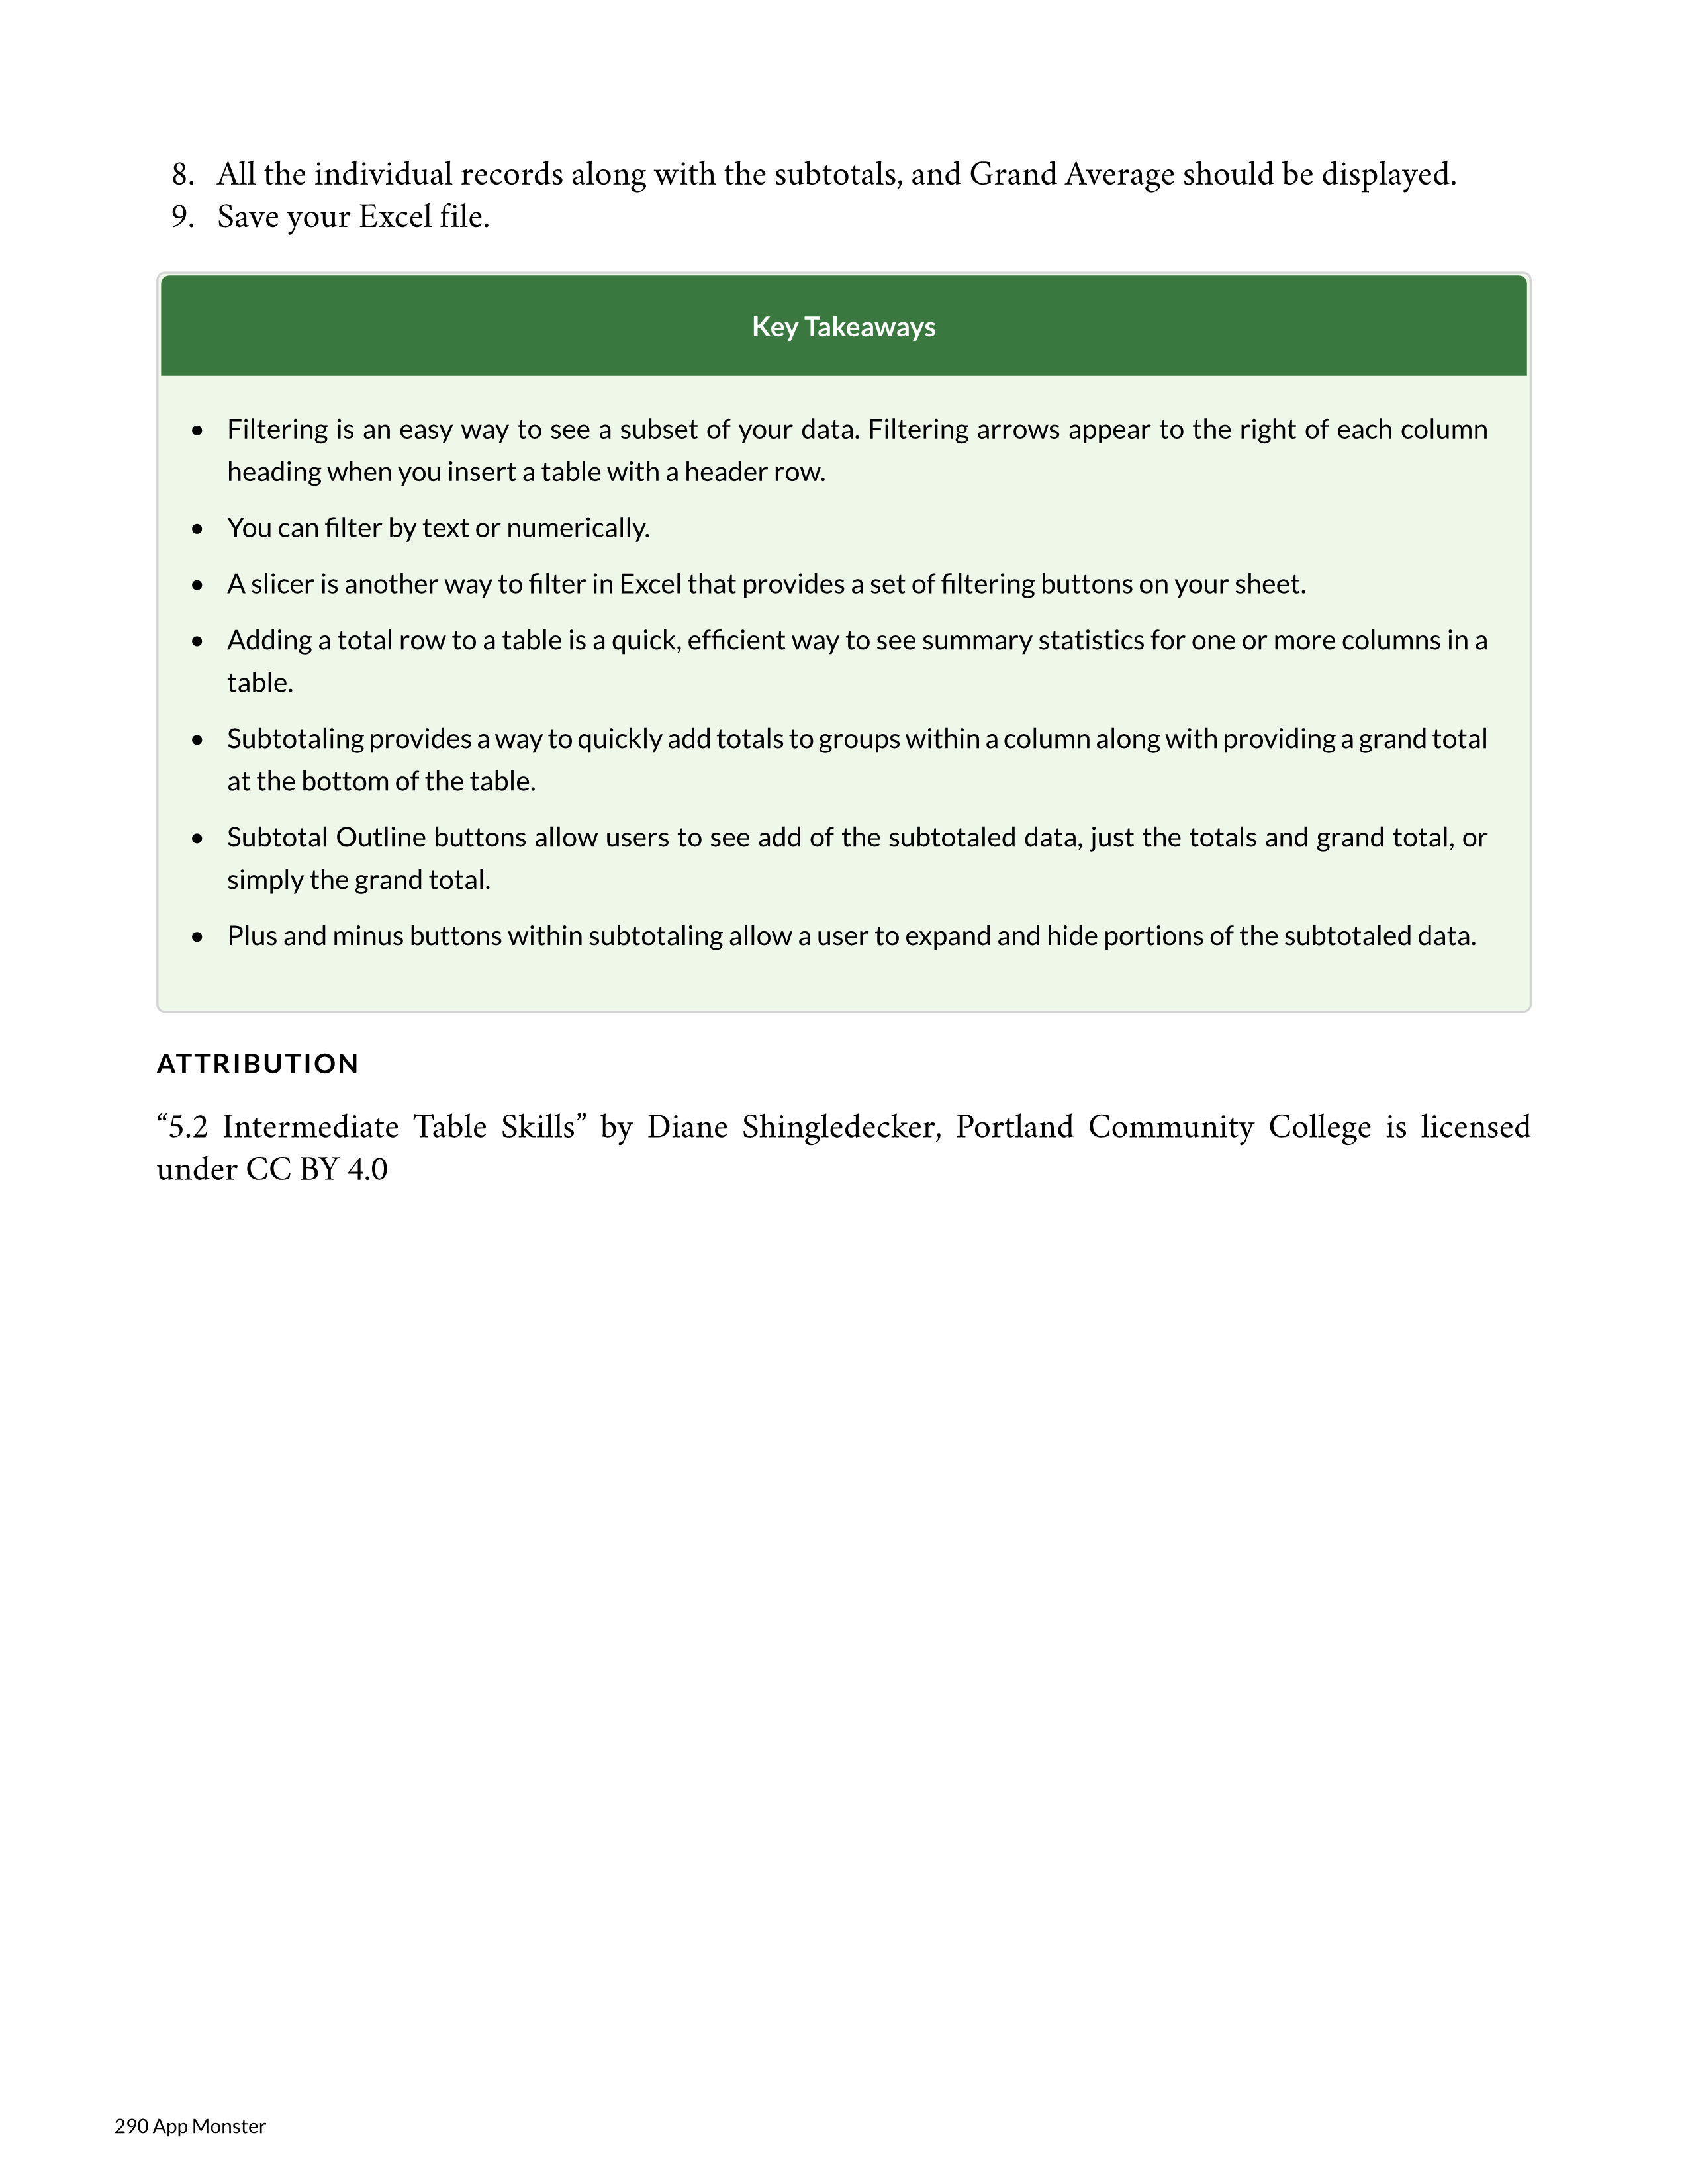 8. All the individual records along with the subtotals, and Grand Average should be displayed.
9. Save your Excel file.
Key Takeaways
• Filtering is an easy way to see a subset of your data. Filtering arrows appear to the right of each column
heading when you insert a table with a header row.
• You can filter by text or numerically.
• A slicer is another way to filter in Excel that provides a set of filtering buttons on your sheet.
• Adding a total row to a table is a quick, efficient way to see summary statistics for one or more columns in a
table.
• Subtotaling provides a way to quickly add totals to groups within a column along with providing a grand total
at the bottom of the table.
• Subtotal Outline buttons allow users to see add of the subtotaled data, just the totals and grand total, or
simply the grand total.
• Plus and minus buttons within subtotaling allow a user to expand and hide portions of the subtotaled data.
ATTRIBUTION
“5.2 Intermediate Table Skills” by Diane Shingledecker, Portland Community College is licensed
under CC BY 4.0
290 App Monster